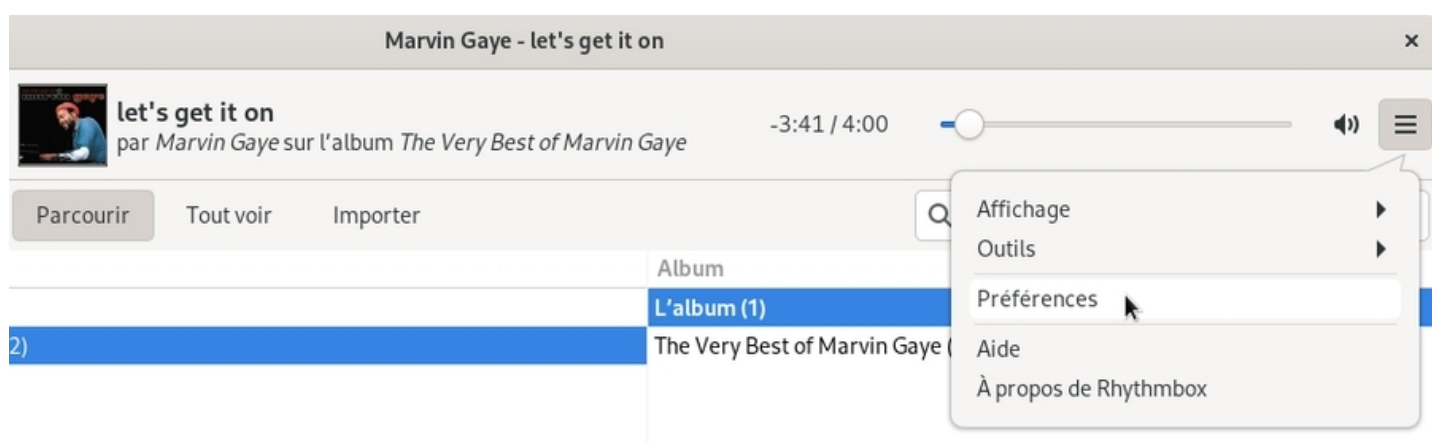 Marvin Gaye - let's get it on
let's get it on
par Marvin Gaye sur l'album The Very Best of Marvin Gaye
-3:41 / 4:00
Parcourir Tout voir Importer
Affichage
Outils
Préférences
Aide
À propos de Rhythmbox
Album
L'album (1)
2)
The Very Best of Marvin Gaye (